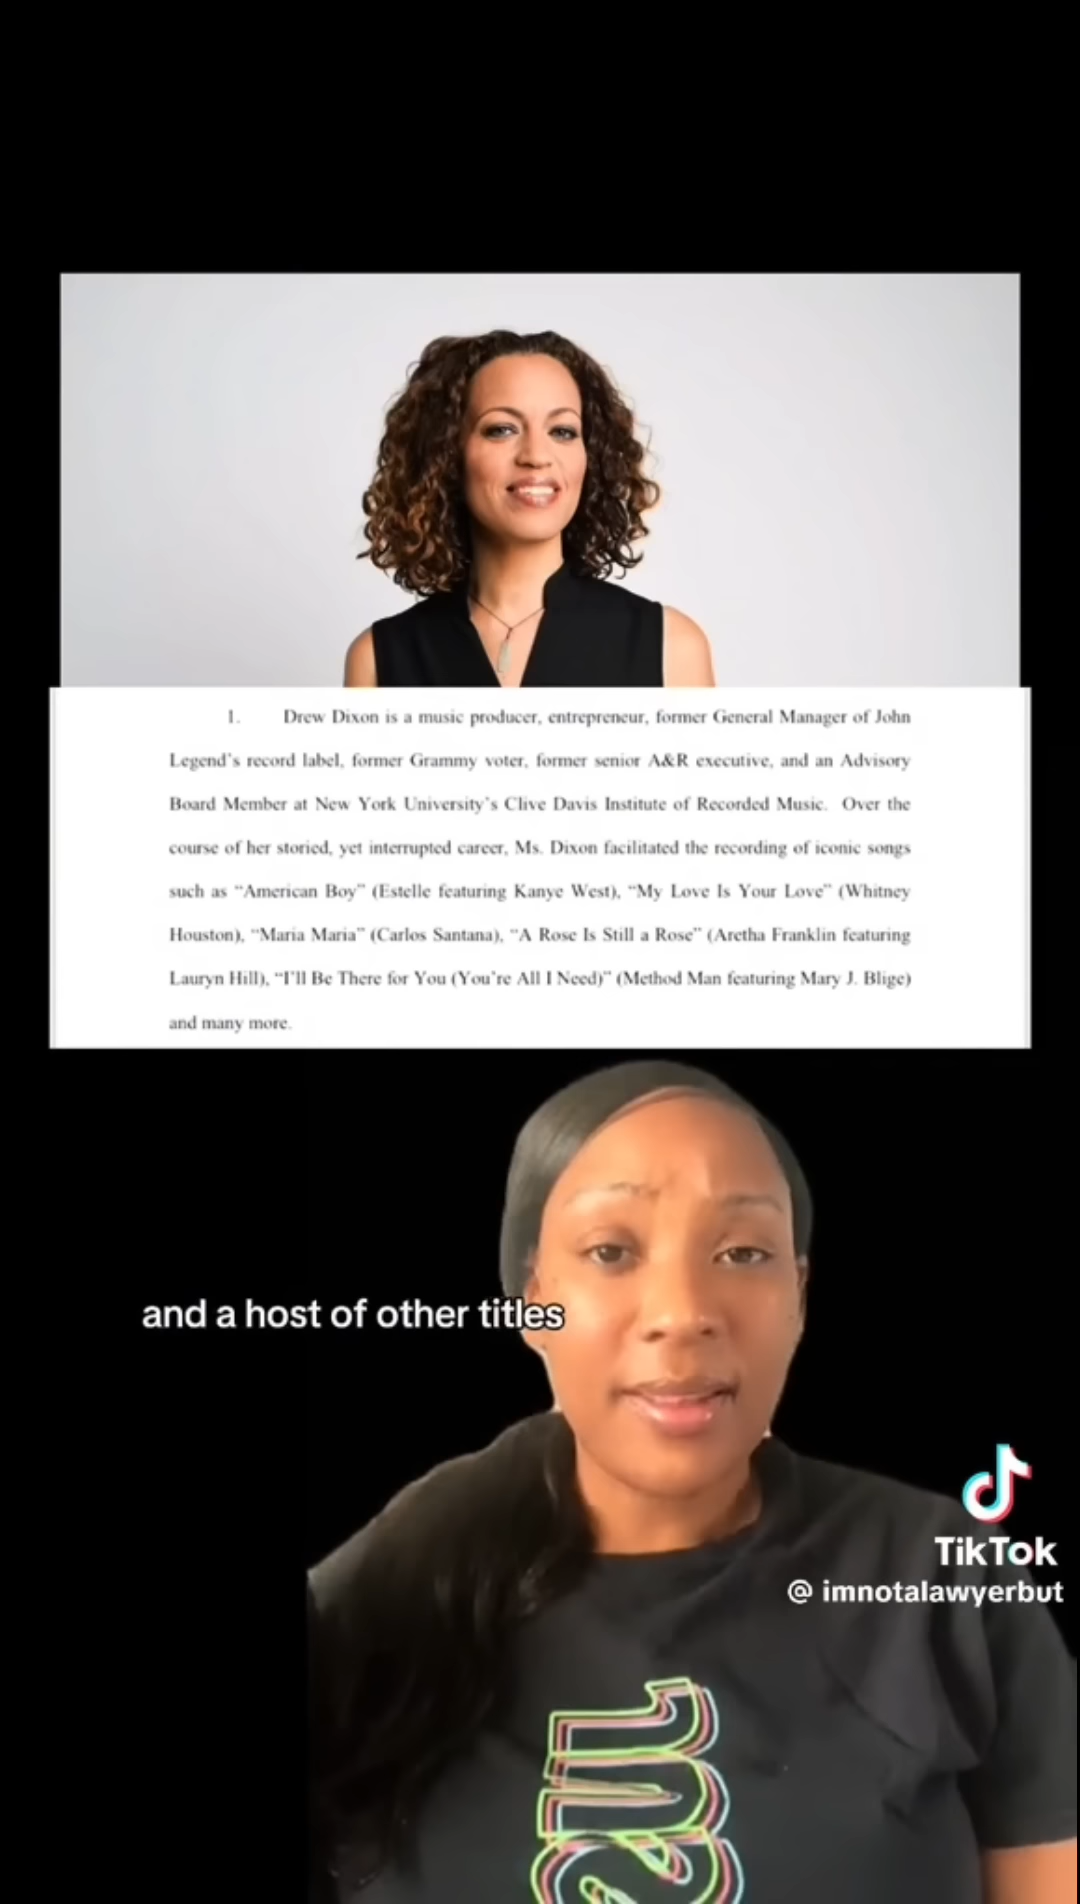 1. Drew Dixon is a music producer, entrepreneur, former General Manager of John
Legend's record label, former Grammy voter, former senior A&R executive, and an Advisory
Board Member at New York University's Clive Davis Institute of Recorded Music. Over the
course of her storied, yet interrupted career, Ms. Dixon facilitated the recording of iconic songs
such as “American Boy” (Estelle featuring Kanye West), “My Love Is Your Love” (Whitney
Houston), “Maria Maria” (Carlos Santana), “A Rose Is Still a Rose” (Aretha Franklin featuring
Lauryn Hill), “I'll Be There for You (You're All I Need)” (Method Man featuring Mary J. Blige)
and many more.
and a host of other titles
TikTok
@ imnotalawyerbut